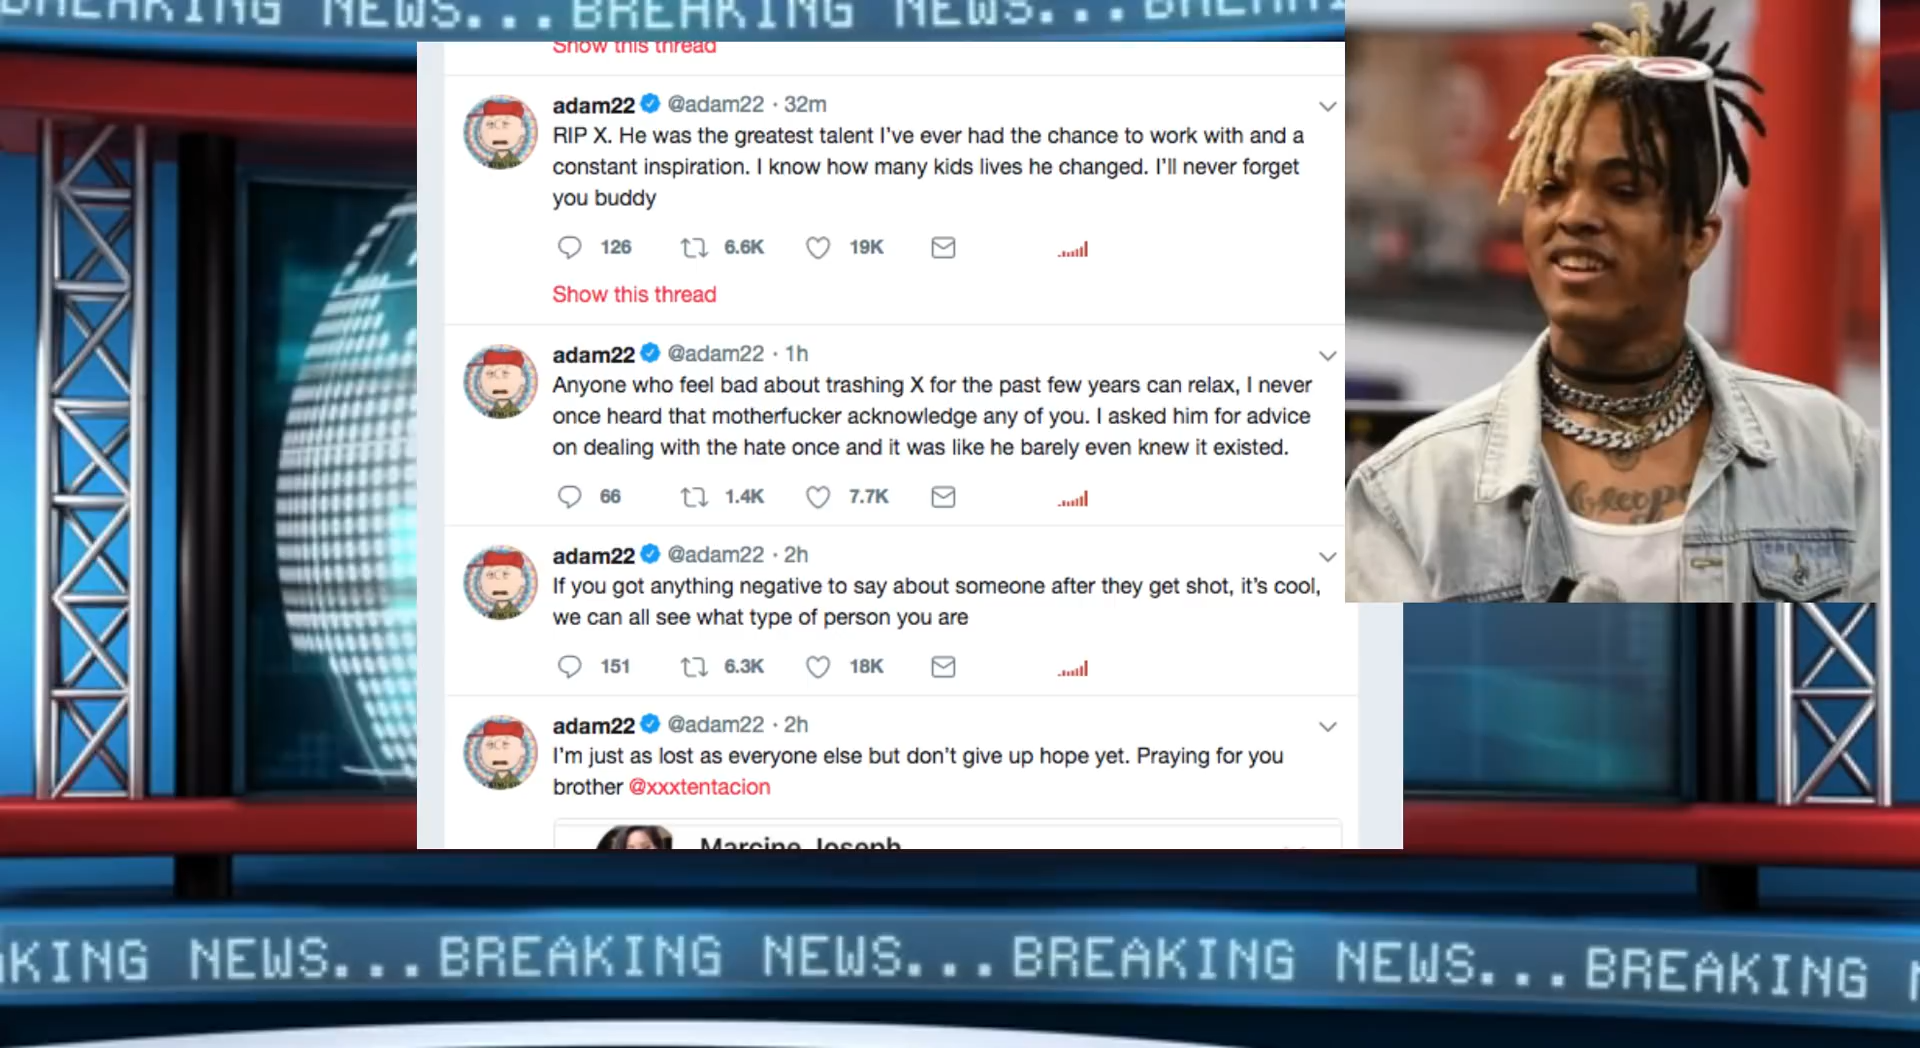 BREAKING NEWS...BREAKING NEWS...BREAKING
Show this thread
adam22 @adam22 · 32m
RIP X. He was the greatest talent I've ever had the chance to work with and a
constant inspiration. I know how many kids lives he changed. I'll never forget
you buddy
126 6.6K 19K
Show this thread
adam22 @adam22 · 1h
Anyone who feel bad about trashing X for the past few years can relax, I never
once heard that motherfucker acknowledge any of you. I asked him for advice
on dealing with the hate once and it was like he barely even knew it existed.
66 1.4K 7.7K
adam22 @adam22 · 2h
If you got anything negative to say about someone after they get shot, it's cool,
we can all see what type of person you are
151 6.3K 18K
adam22 @adam22 · 2h
I'm just as lost as everyone else but don't give up hope yet. Praying for you
brother @xxxtentacion
Marcine Joseph
KING NEWS...BREAKING NEWS...BREAKING NEWS...BREAKING N